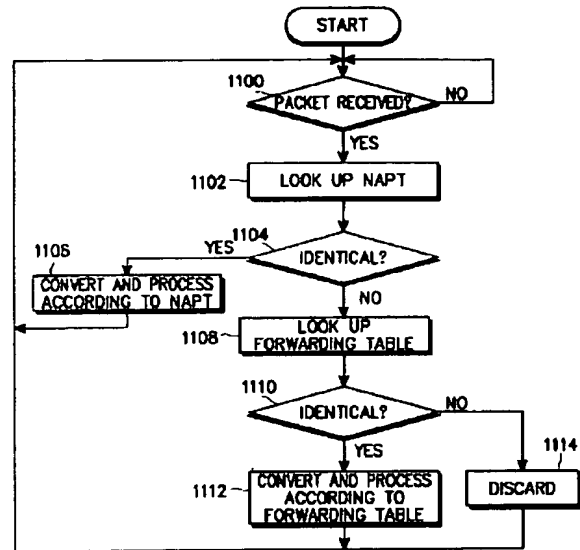 START
1100
PACKET RECEIVED?
NO
YES
1102
LOOK UP NAPT
1104
YES
IDENTICAL?
1106
CONVERT AND PROCESS
ACCORDING TO NAPT
NO
1108
LOOK UP
FORWARDING TABLE
1110
IDENTICAL?
NO
YES
1114
1112
CONVERT AND PROCESS
ACCORDING TO
FORWARDING TABLE
DISCARD